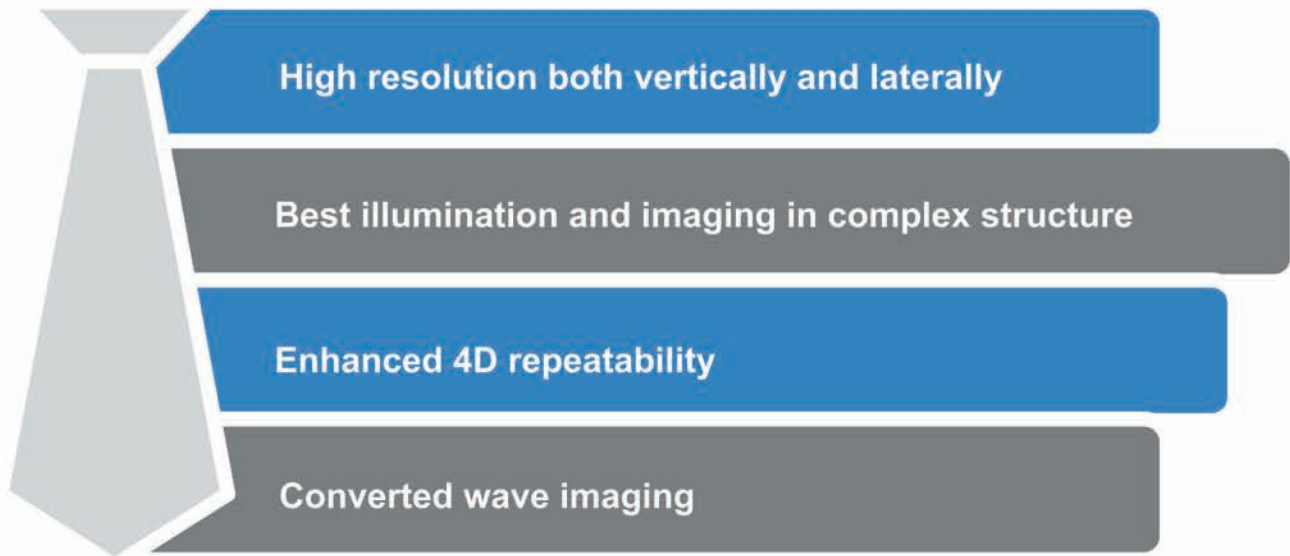 High resolution both vertically and laterally
Best illumination and imaging in complex structure
Enhanced 4D repeatability
Converted wave imaging